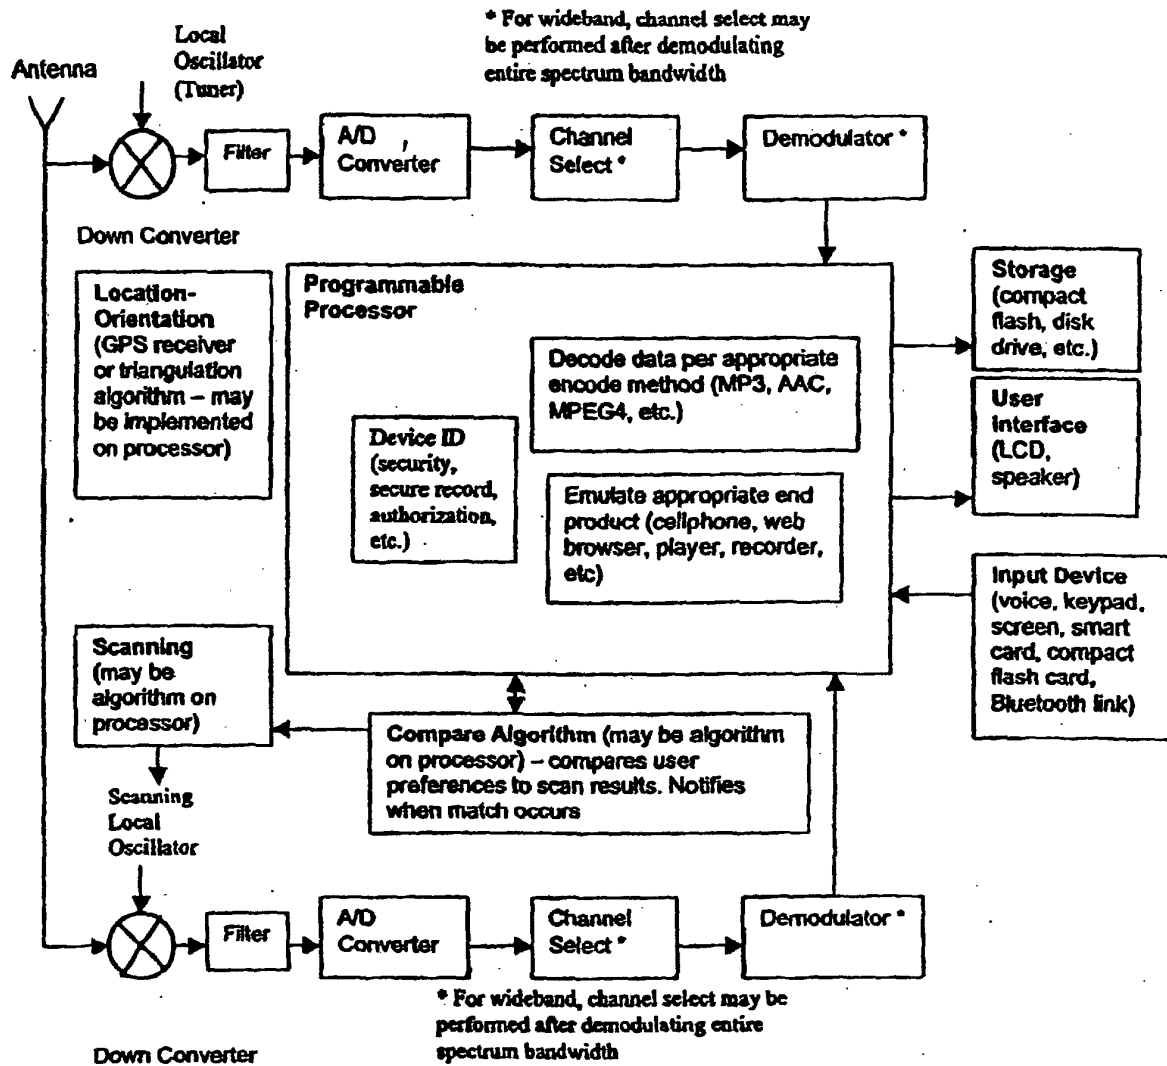 * For wideband, channel select may
be performed after demodulating
entire spectrum bandwidth
Local
Oscillator
(Tuner)
Antenna
Filter
A/D
Converter
Channel
Select *
Demodulator *
Down Converter
Location-
Orientation
(GPS receiver
or triangulation
algorithm – may
be implemented
on processor)
Programmable
Processor
Decode data per appropriate
encode method (MP3, AAC,
MPEG4, etc.)
Device ID
(security,
secure record,
authorization,
etc.)
Emulate appropriate end
product (cellphone, web
browser, player, recorder,
etc)
Storage
(compact
flash, disk
drive, etc.)
User
Interface
(LCD,
speaker)
Input Device
(voice, keypad,
screen, smart
card, compact
flash card,
Bluetooth link)
Scanning
(may be
algorithm on
processor)
Compare Algorithm (may be algorithm
on processor) – compares user
preferences to scan results. Notifies
when match occurs
Scanning
Local
Oscillator
Filter
A/D
Converter
Channel
Select *
Demodulator *
* For wideband, channel select may be
performed after demodulating entire
spectrum bandwidth
Down Converter